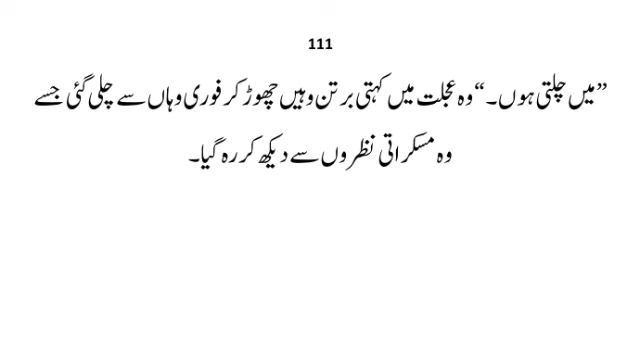 111
”میں چلتی ہوں۔“ وہ عجلت میں کہتی برتن وہیں چھوڑ کر فوری وہاں سے چلی گئی جسے
وہ مسکراتی نظروں سے دیکھ کر رہ گیا۔